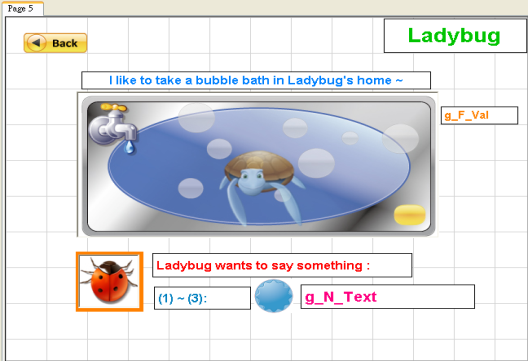 Page 5
Back
Ladybug
I like to take a bubble bath in Ladybug's home ~
g_F_Val
Ladybug wants to say something :
(1) ~ (3):
g_N_Text